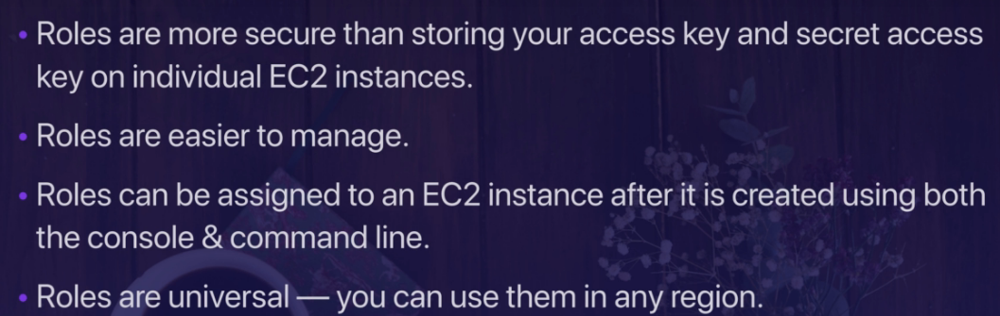 • Roles are more secure than storing your access key and secret access
key on individual EC2 instances.
• Roles are easier to manage.
• Roles can be assigned to an EC2 instance after it is created using both
the console & command line.
• Roles are universal — you can use them in any region.